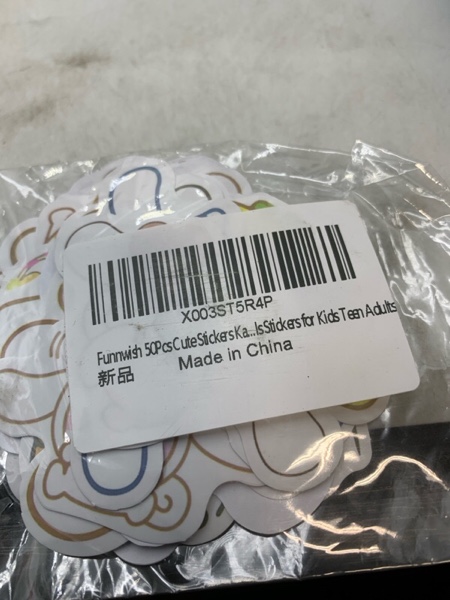 X003ST5R4P
Funnwish 50Pcs Cute Stickers Ka...ls Stickers for Kids Teen Adults
新品 Made in China